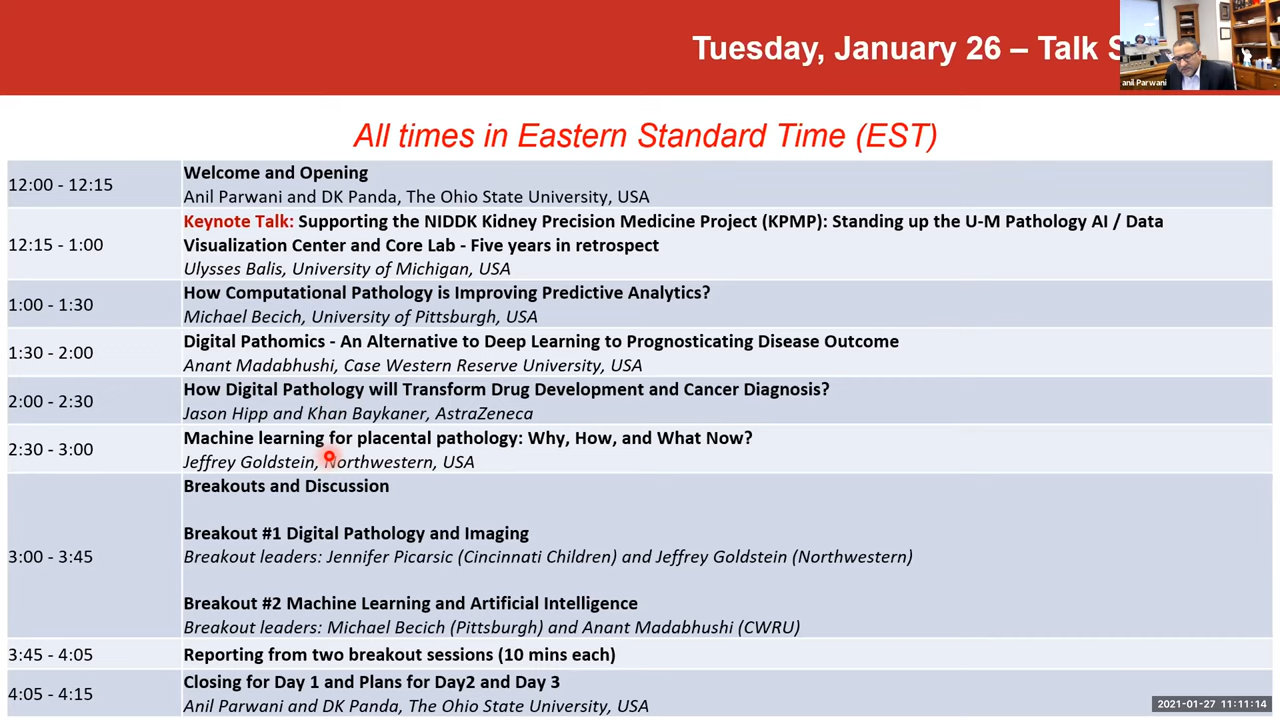 Tuesday, January 26 – Talk
anil Parwani
All times in Eastern Standard Time (EST)
12:00 - 12:15
Welcome and Opening
Anil Parwani and DK Panda, The Ohio State University, USA
12:15 - 1:00
Keynote Talk: Supporting the NIDDK Kidney Precision Medicine Project (KPMP): Standing up the U-M Pathology AI / Data
Visualization Center and Core Lab - Five years in retrospect
Ulysses Balis, University of Michigan, USA
1:00 - 1:30
How Computational Pathology is Improving Predictive Analytics?
Michael Becich, University of Pittsburgh, USA
1:30 - 2:00
Digital Pathomics - An Alternative to Deep Learning to Prognosticating Disease Outcome
Anant Madabhushi, Case Western Reserve University, USA
2:00 - 2:30
How Digital Pathology will Transform Drug Development and Cancer Diagnosis?
Jason Hipp and Khan Baykaner, AstraZeneca
2:30 - 3:00
Machine learning for placental pathology: Why, How, and What Now?
Jeffrey Goldstein, Northwestern, USA
3:00 - 3:45
Breakouts and Discussion
Breakout #1 Digital Pathology and Imaging
Breakout leaders: Jennifer Picarsic (Cincinnati Children) and Jeffrey Goldstein (Northwestern)
Breakout #2 Machine Learning and Artificial Intelligence
Breakout leaders: Michael Becich (Pittsburgh) and Anant Madabhushi (CWRU)
3:45 - 4:05
Reporting from two breakout sessions (10 mins each)
4:05 - 4:15
Closing for Day 1 and Plans for Day2 and Day 3
Anil Parwani and DK Panda, The Ohio State University, USA
2021-01-27 11:11:14